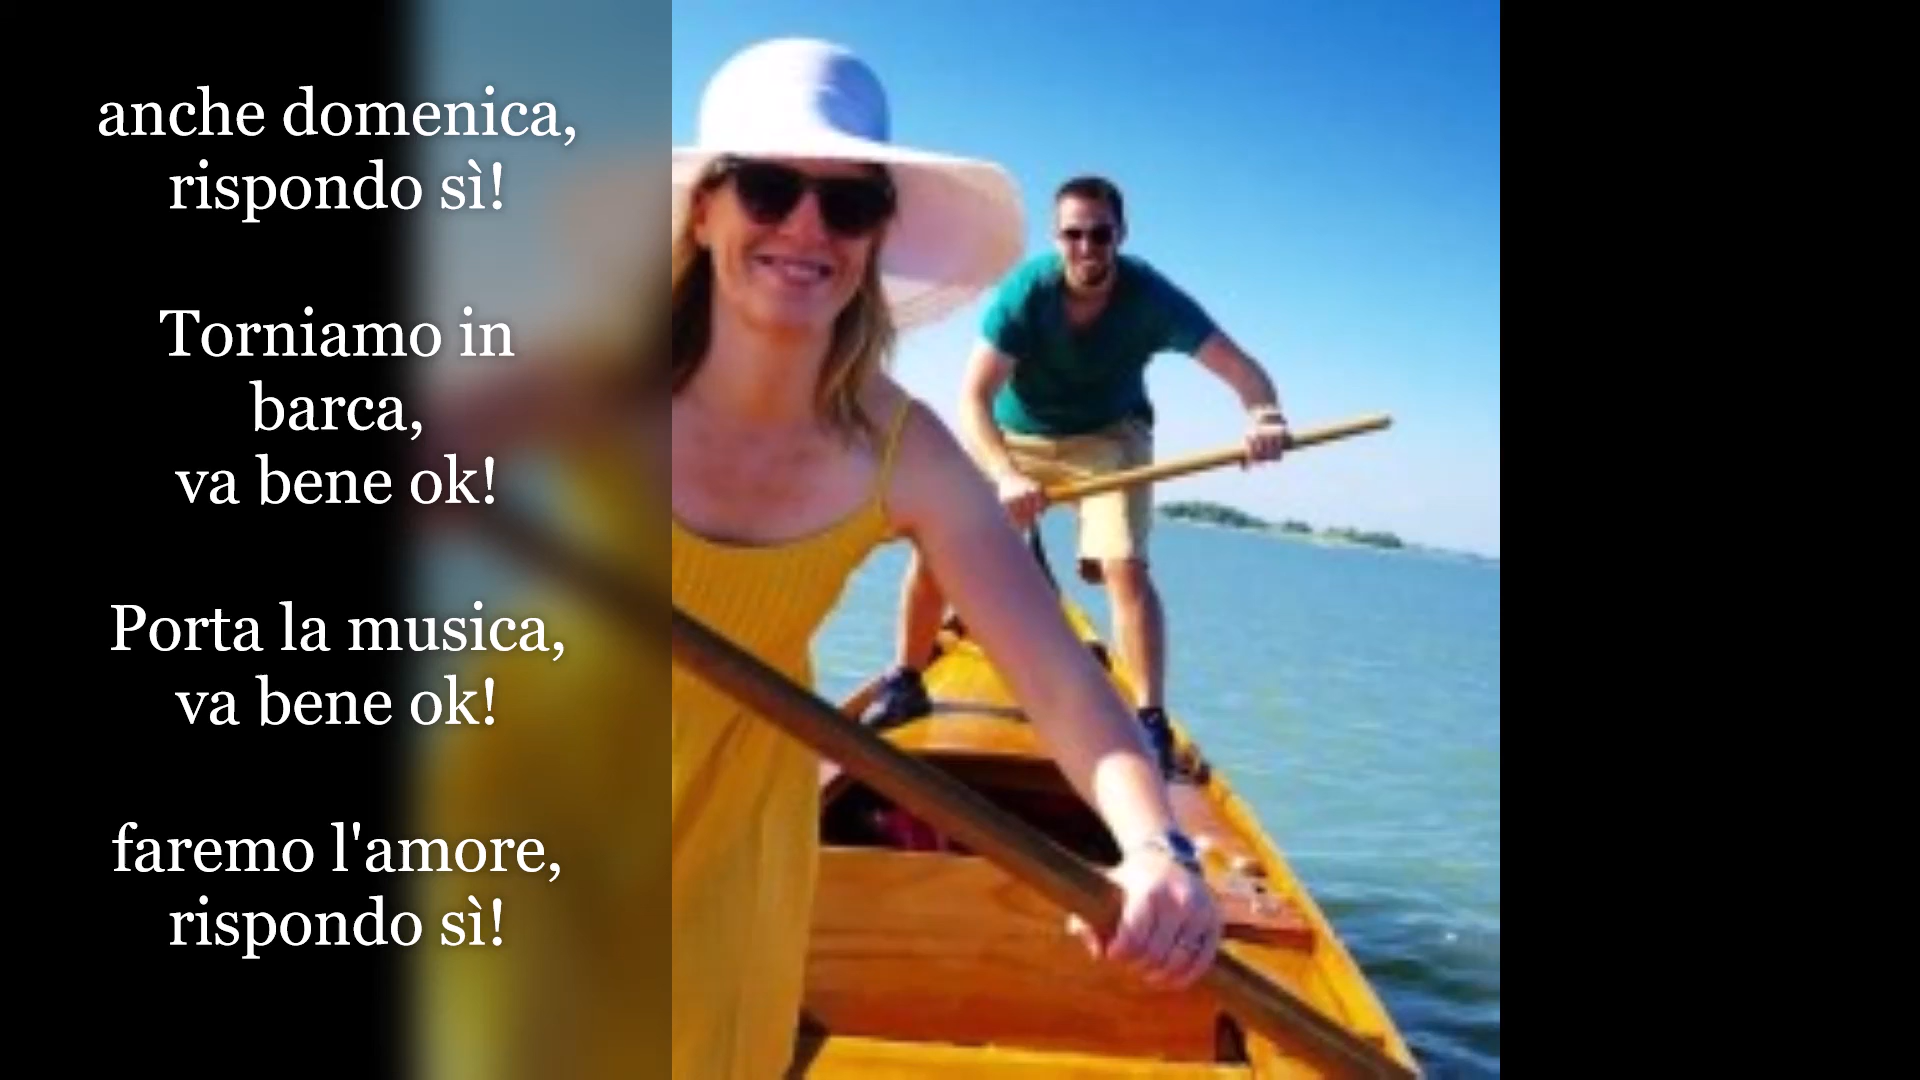 anche domenica,
rispondo sì!
Torniamo in
barca,
va bene ok!
Porta la musica,
va bene ok!
faremo l'amore,
rispondo sì!